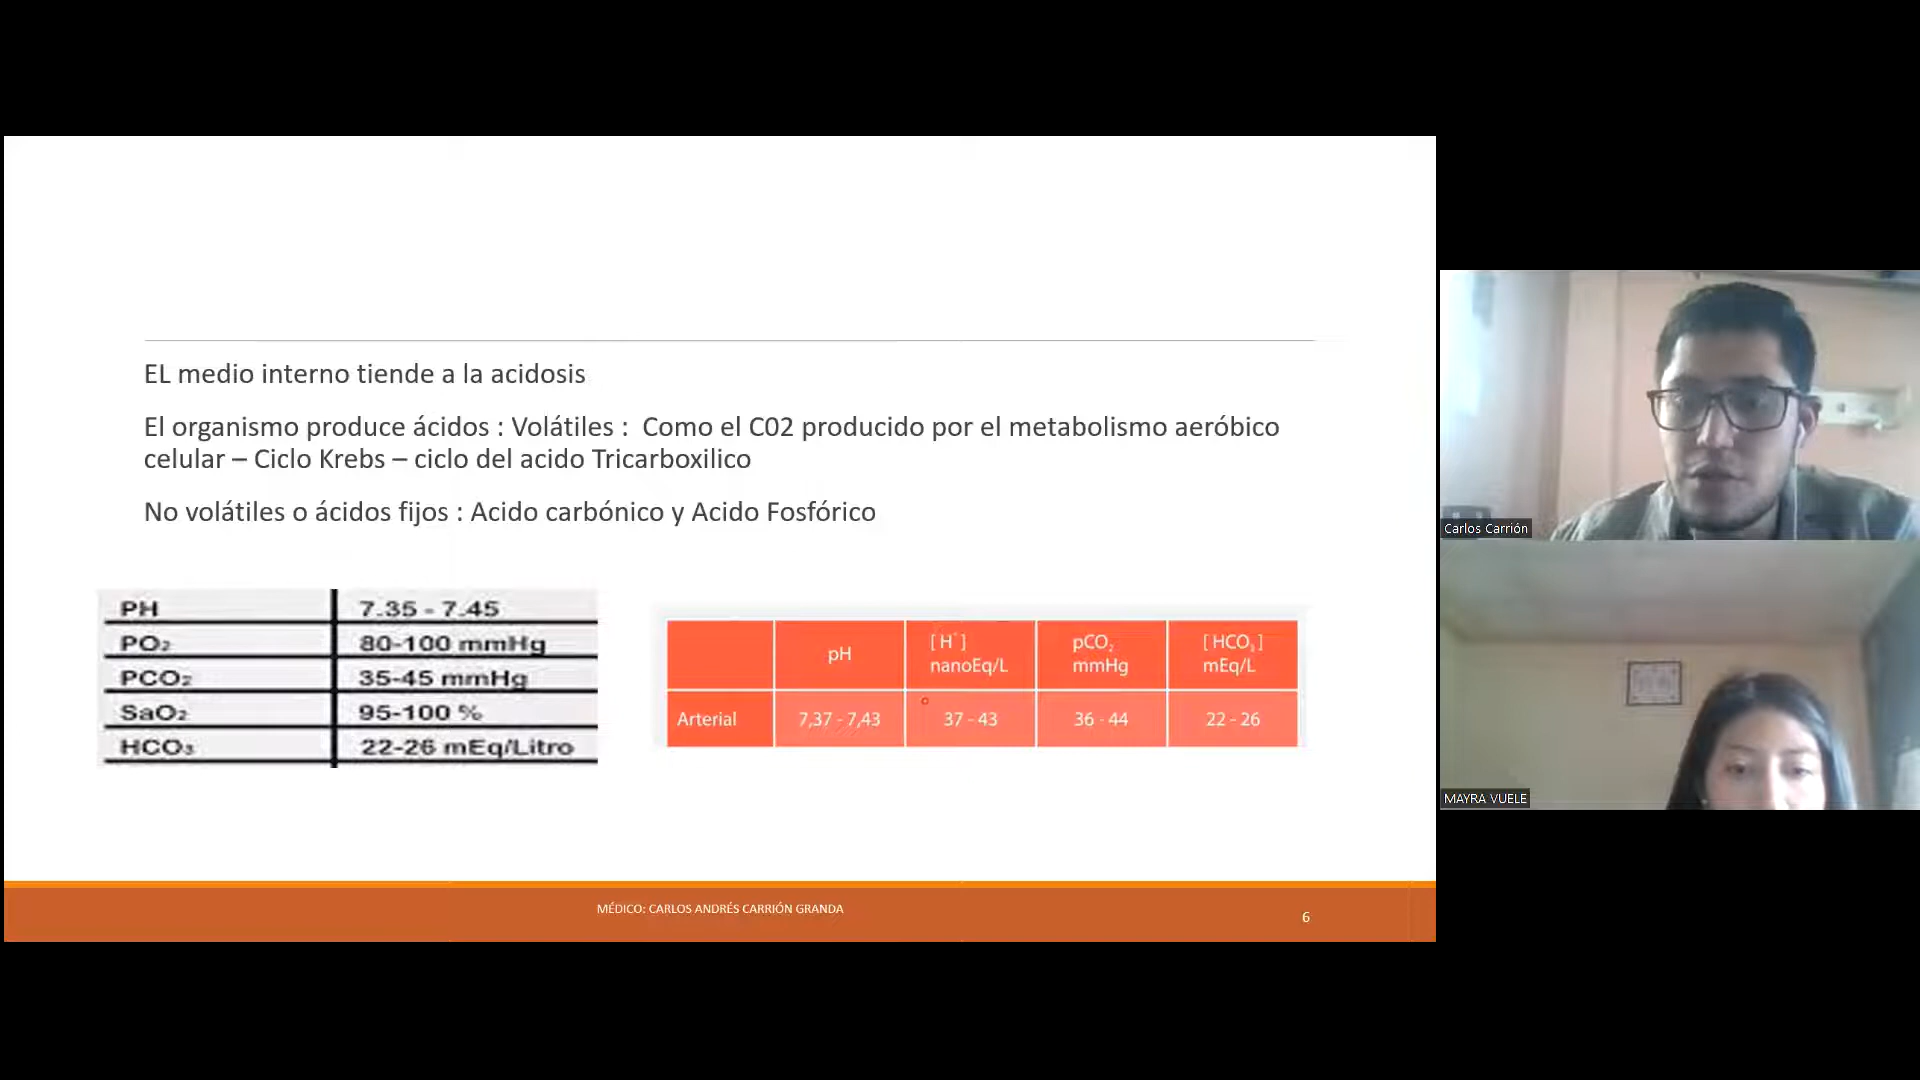 EL medio interno tiende a la acidosis
El organismo produce ácidos : Volátiles :  Como el C02 producido por el metabolismo aeróbico
celular – Ciclo Krebs – ciclo del acido Tricarboxilico
No volátiles o ácidos fijos : Acido carbónico y Acido Fosfórico
PH 7.35 - 7.45
PO₂ 80-100 mmHg
PCO₂ 35-45 mmHg
SaO₂ 95-100 %
HCO₃ 22-26 mEq/Litro
pH [ H⁺ ] nanoEq/L pCO₂ mmHg [ HCO₃ ] mEq/L
Arterial 7,37 - 7,43 37 - 43 36 - 44 22 - 26
MÉDICO: CARLOS ANDRÉS CARRIÓN GRANDA
6
Carlos Carrión
MAYRA VUELE